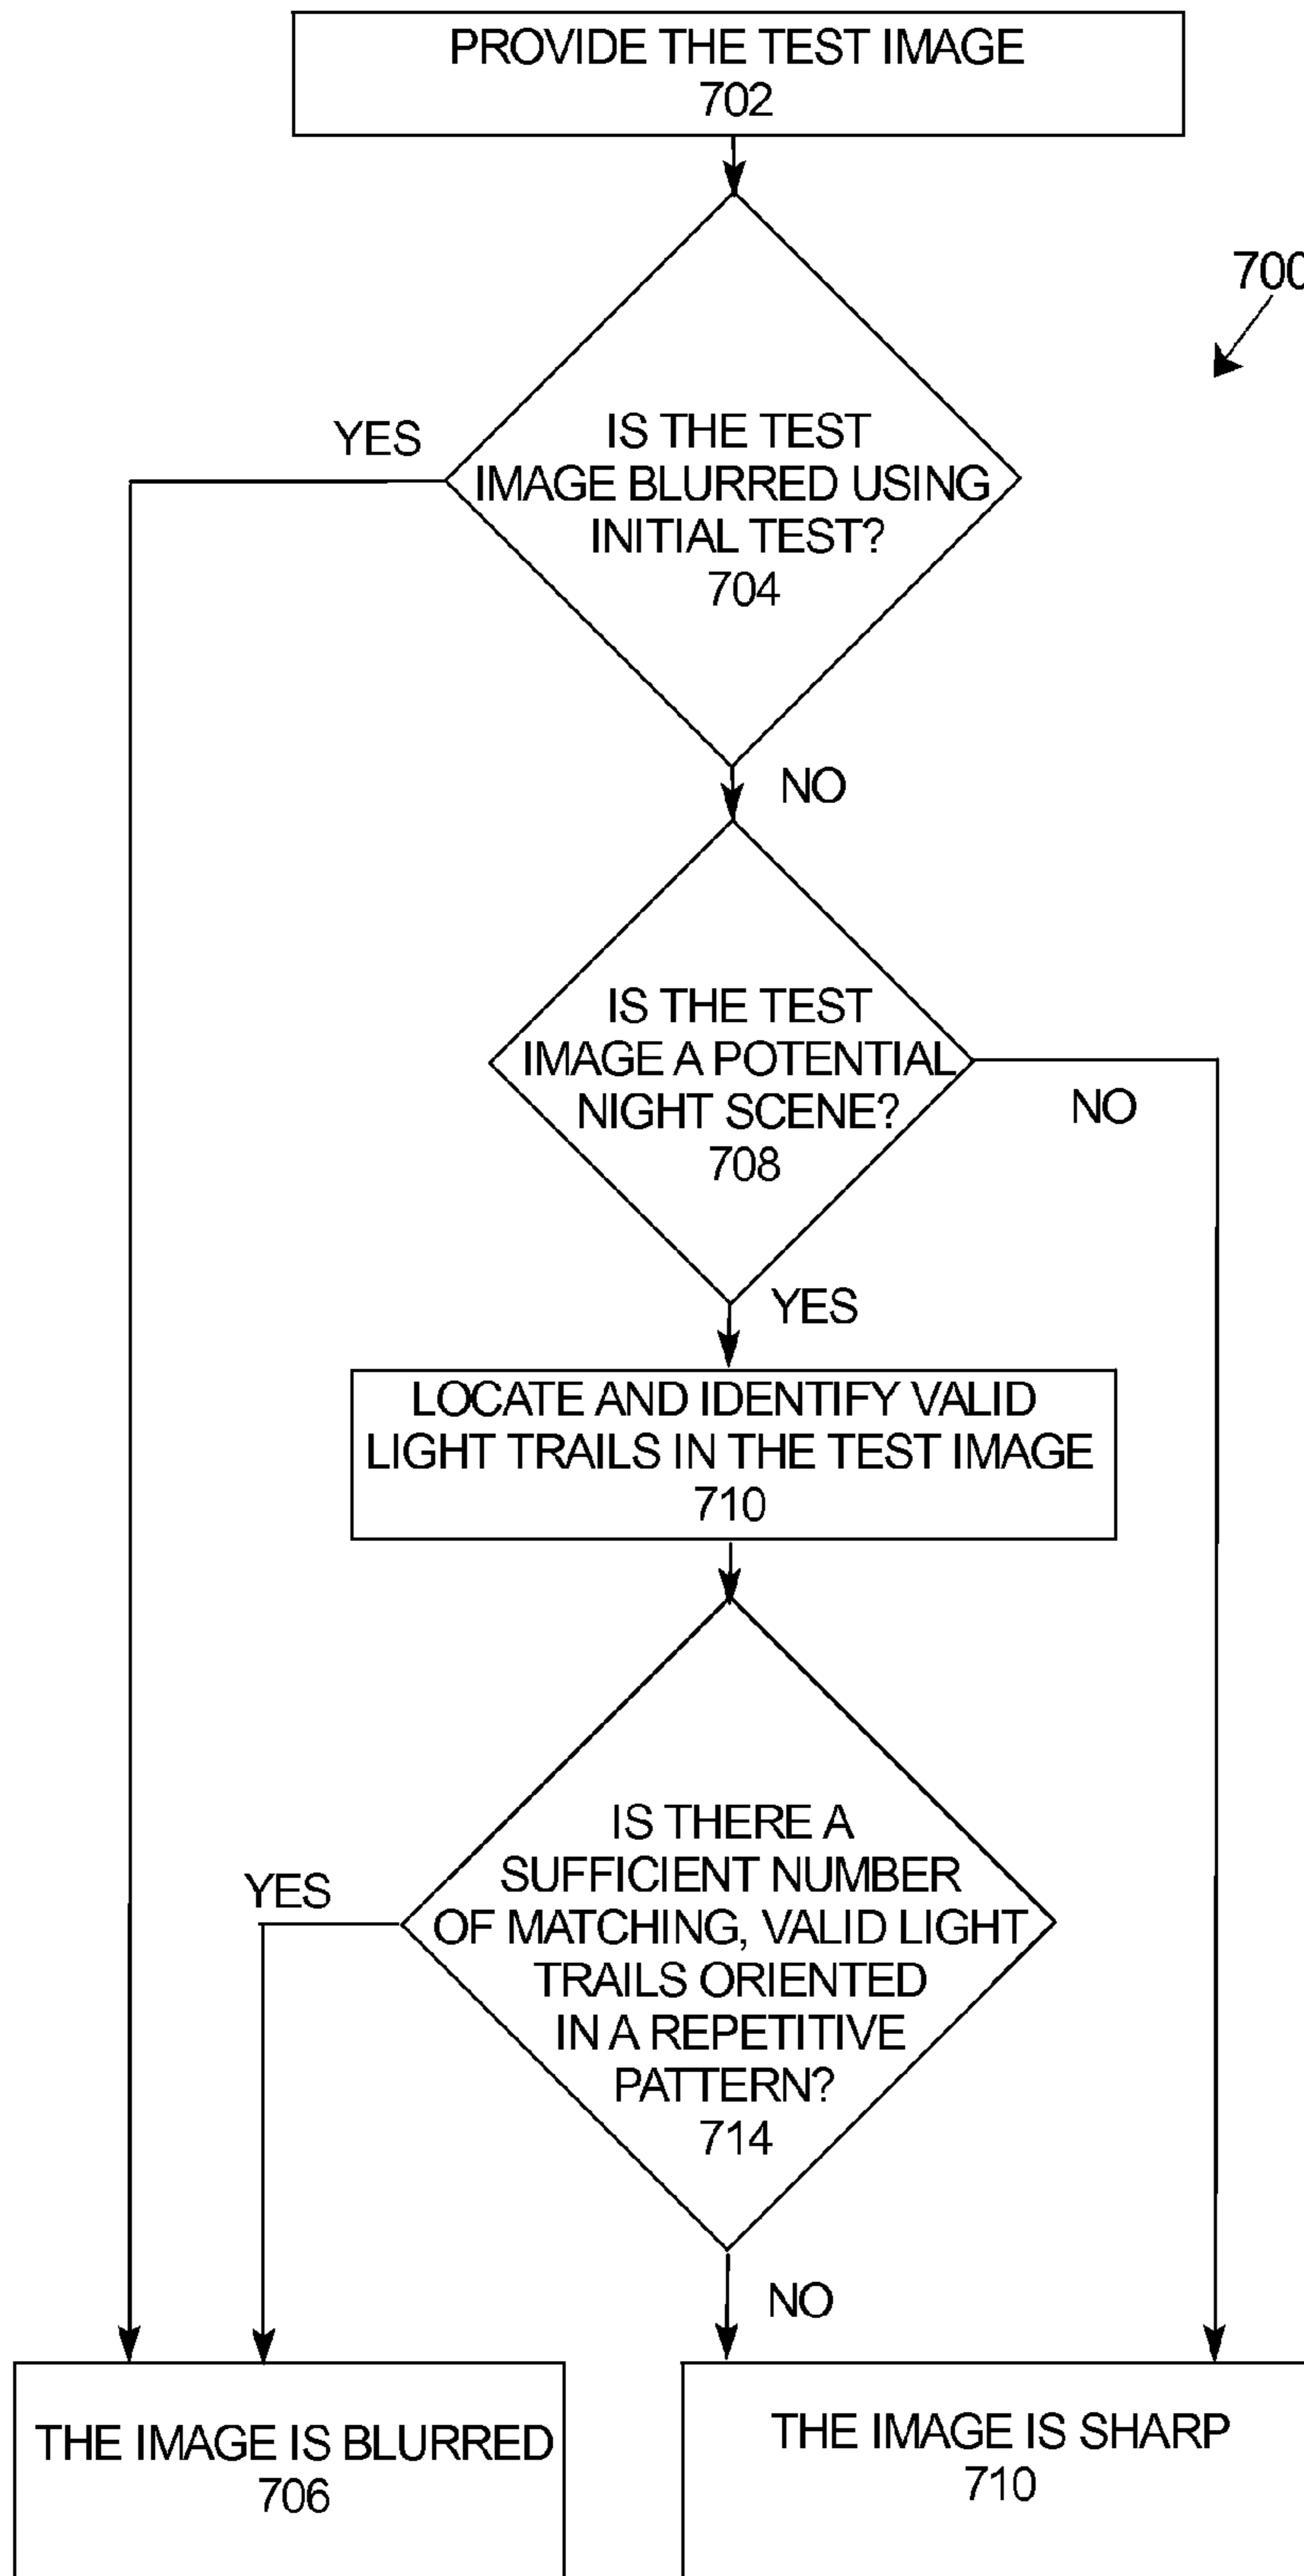 PROVIDE THE TEST IMAGE
702
700
YES
IS THE TEST
IMAGE BLURRED USING
INITIAL TEST?
704
NO
IS THE TEST
IMAGE A POTENTIAL
NIGHT SCENE?
708
NO
YES
LOCATE AND IDENTIFY VALID
LIGHT TRAILS IN THE TEST IMAGE
710
IS THERE A
SUFFICIENT NUMBER
OF MATCHING, VALID LIGHT
TRAILS ORIENTED
IN A REPETITIVE
PATTERN?
714
YES
NO
THE IMAGE IS BLURRED
706
THE IMAGE IS SHARP
710